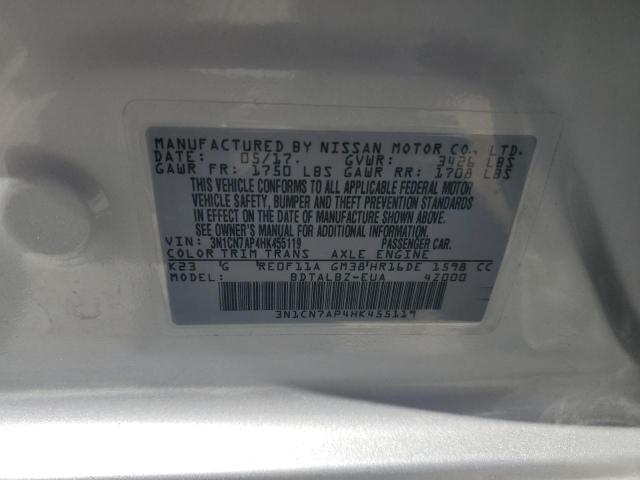 MANUFACTURED BY NISSAN MOTOR CO., LTD.
DATE: 05/17. GVWR: 3426 LBS
GAWR FR: 1750 LBS GAWR RR: 1708 LBS
THIS VEHICLE CONFORMS TO ALL APPLICABLE FEDERAL MOTOR
VEHICLE SAFETY, BUMPER AND THEFT PREVENTION STANDARDS
IN EFFECT ON THE DATE OF MANUFACTURE SHOWN ABOVE.
SEE OWNER'S MANUAL FOR ADDITIONAL INFORMATION.
VIN: 3N1CN7AP4HK455119 PASSENGER CAR.
COLOR TRIM TRANS AXLE ENGINE
K23 G RE0F11A GM38 HR16DE 1598 CC
MODEL: BDTALBZ-EUA 4Z000
3N1CN7AP4HK455119